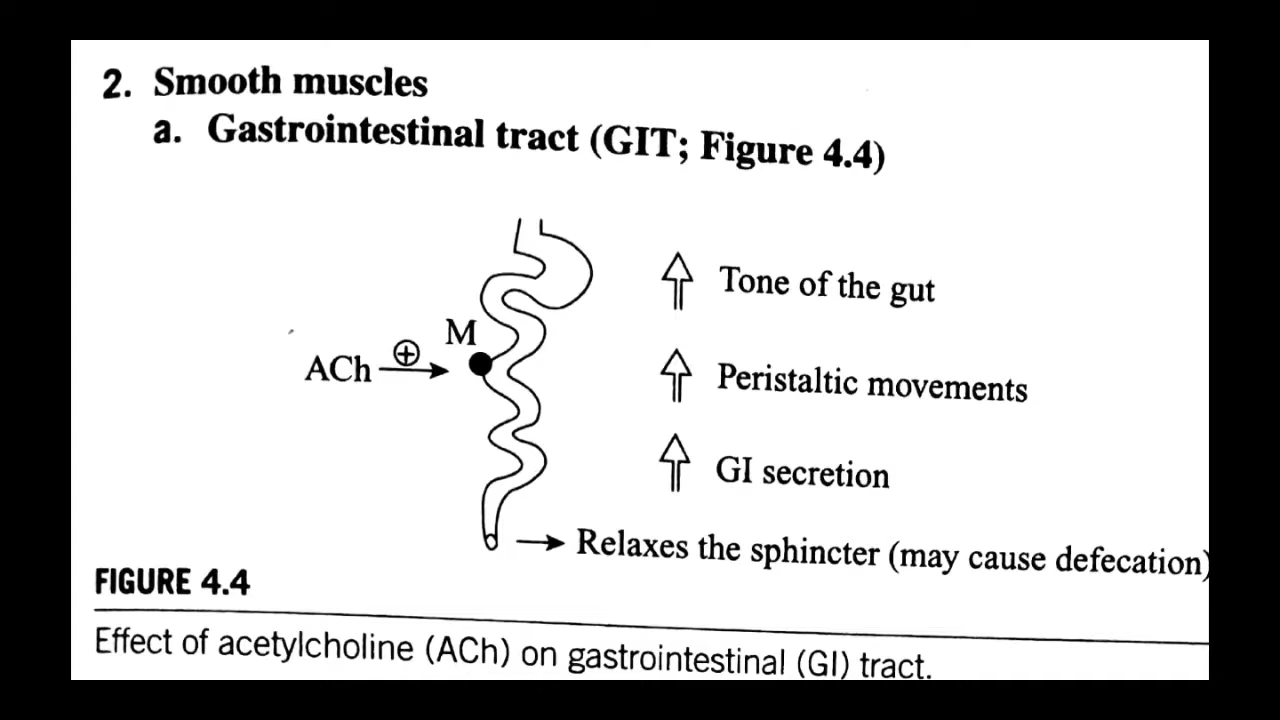 2. Smooth muscles
a. Gastrointestinal tract (GIT; Figure 4.4)
Tone of the gut
M
ACh
Peristaltic movements
GI secretion
Relaxes the sphincter (may cause defecation)
FIGURE 4.4
Effect of acetylcholine (ACh) on gastrointestinal (GI) tract.